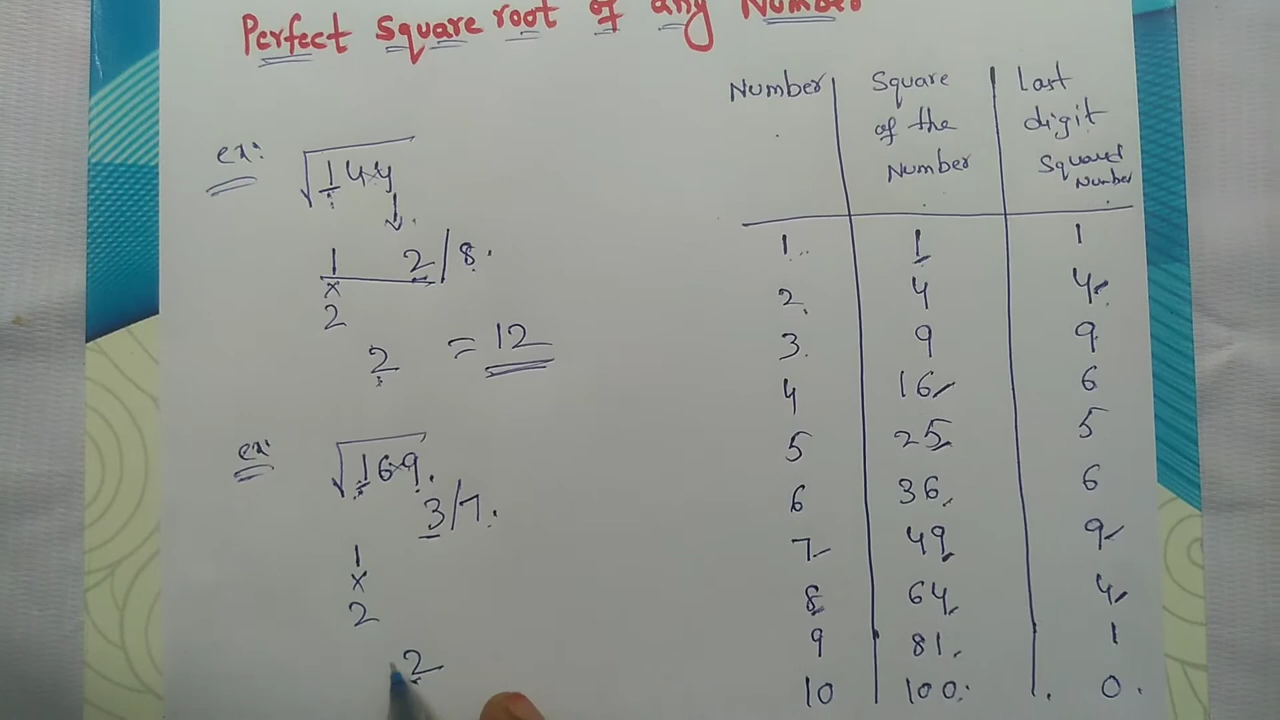 Perfect Square root of any Number
ex: √144
1 2/8.
x
2
2 = 12
ex: √169.
3/7.
1
x
2
2
Number | Square of the Number | Last digit Squared Number
1 | 1 | 1
2 | 4 | 4
3 | 9 | 9
4 | 16 | 6
5 | 25 | 5
6 | 36 | 6
7 | 49 | 9
8 | 64 | 4
9 | 81 | 1
10 | 100 | 0